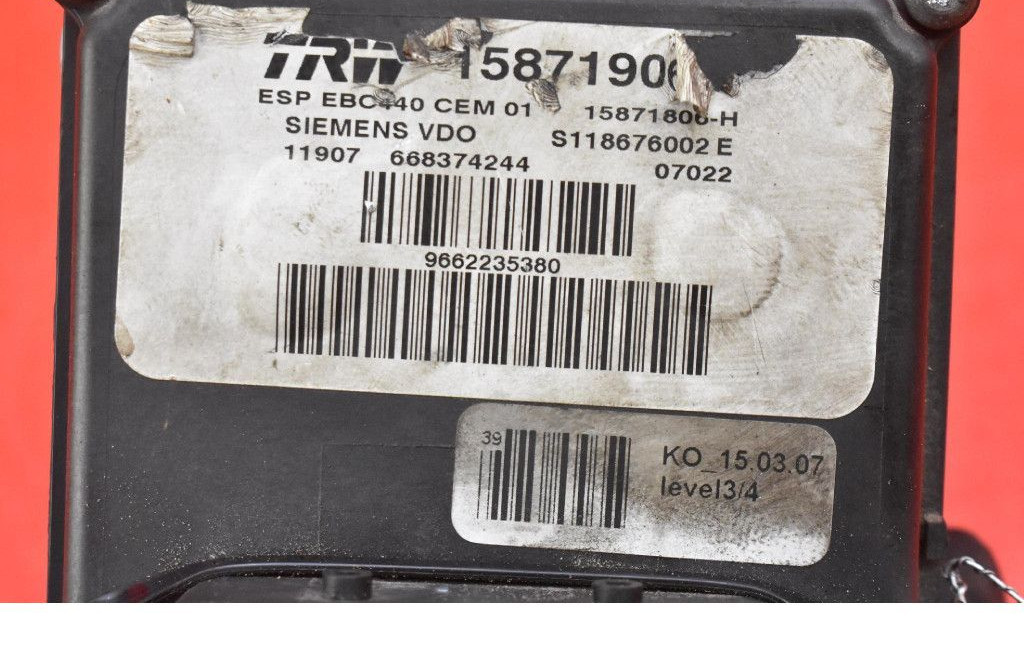 TRW 15871906
ESP EBC440 CEM 01 15871806-H
SIEMENS VDO S118676002 E
11907 668374244 07022
9662235380
39
KO_15.03.07
level3/4